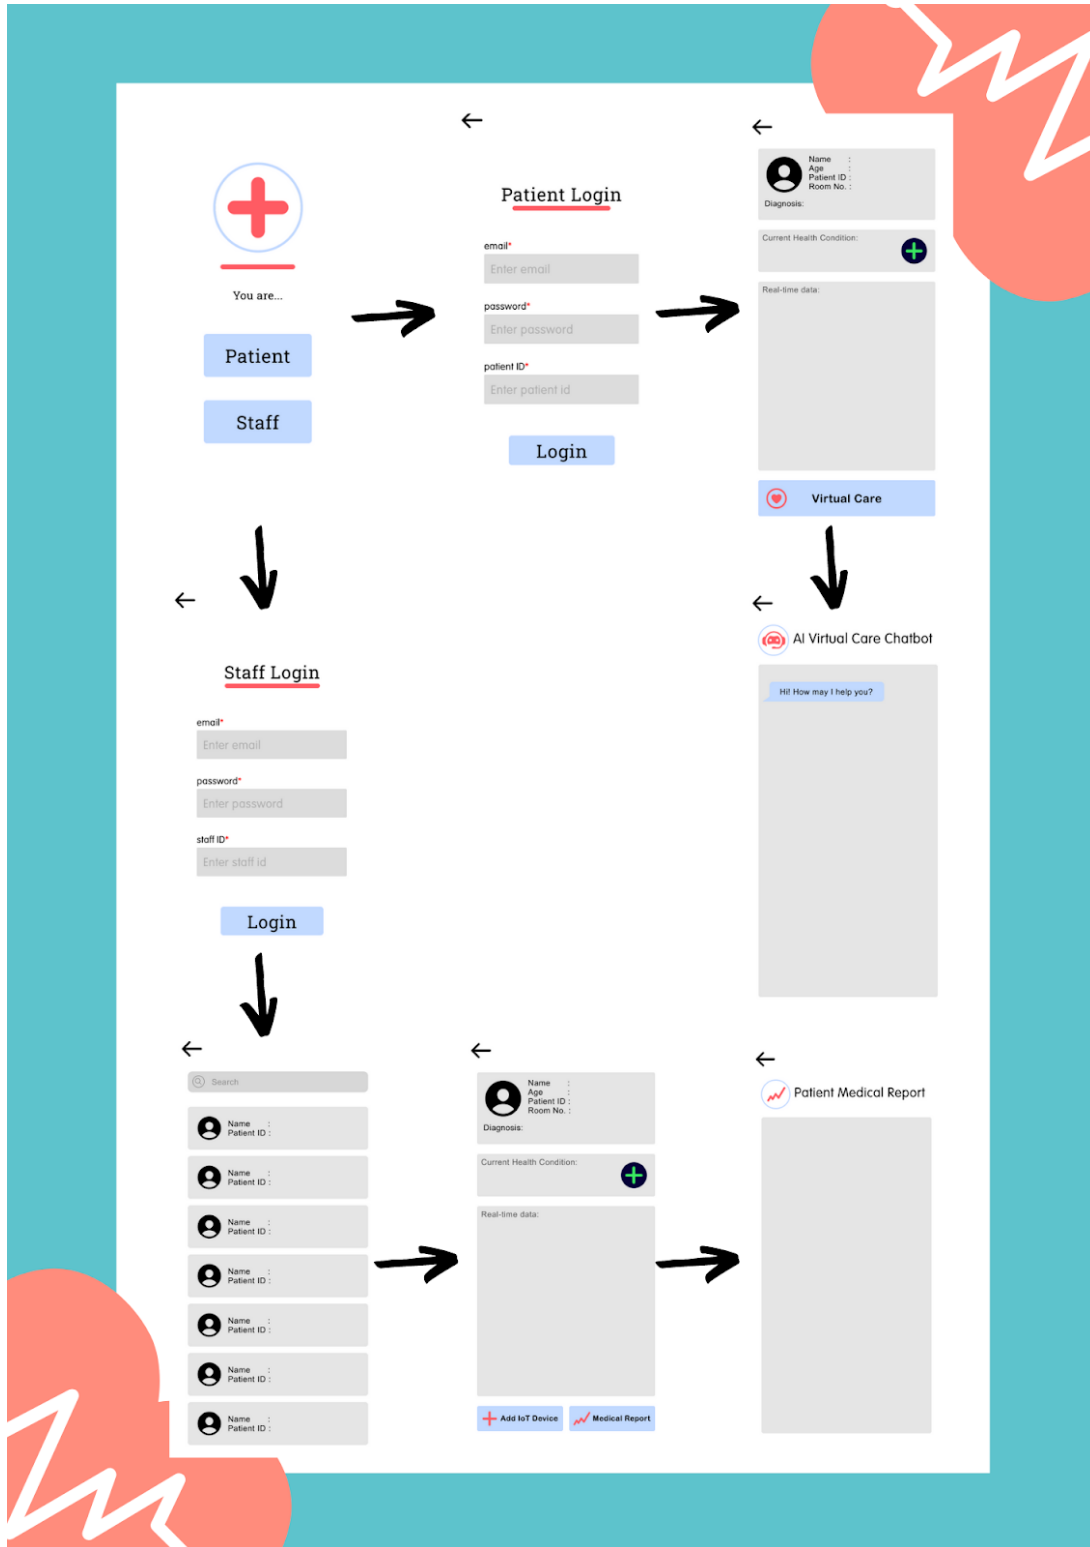 You are...
Patient
Staff
Patient Login
email*
Enter email
password*
Enter password
patient ID*
Enter patient id
Login
Name :
Age :
Patient ID :
Room No. :
Diagnosis:
Current Health Condition:
Real-time data:
Virtual Care
Staff Login
email*
Enter email
password*
Enter password
staff ID*
Enter staff id
Login
AI Virtual Care Chatbot
Hi! How may I help you?
Search
Name :
Patient ID :
Name :
Patient ID :
Name :
Patient ID :
Name :
Patient ID :
Name :
Patient ID :
Name :
Patient ID :
Name :
Patient ID :
Name :
Age :
Patient ID :
Room No. :
Diagnosis:
Current Health Condition:
Real-time data:
Add IoT Device
Medical Report
Patient Medical Report